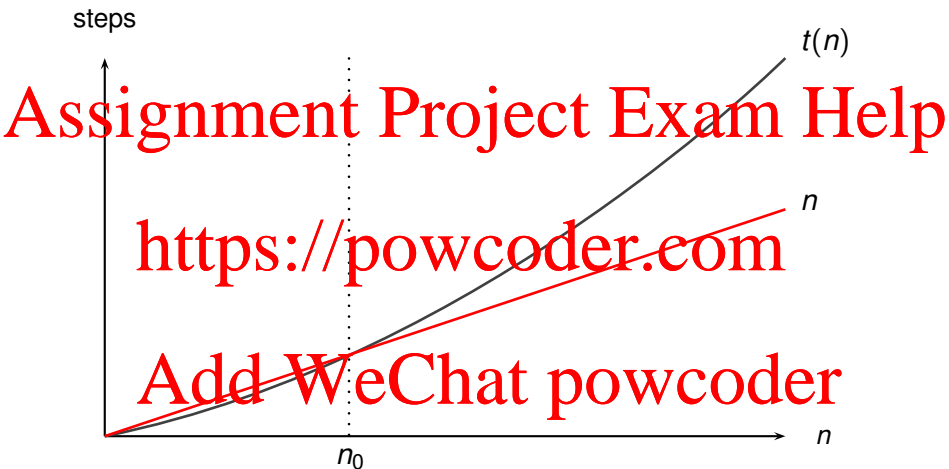 steps
t(n)
Assignment Project Exam Help
n
https://powcoder.com
Add WeChat powcoder
n
n₀